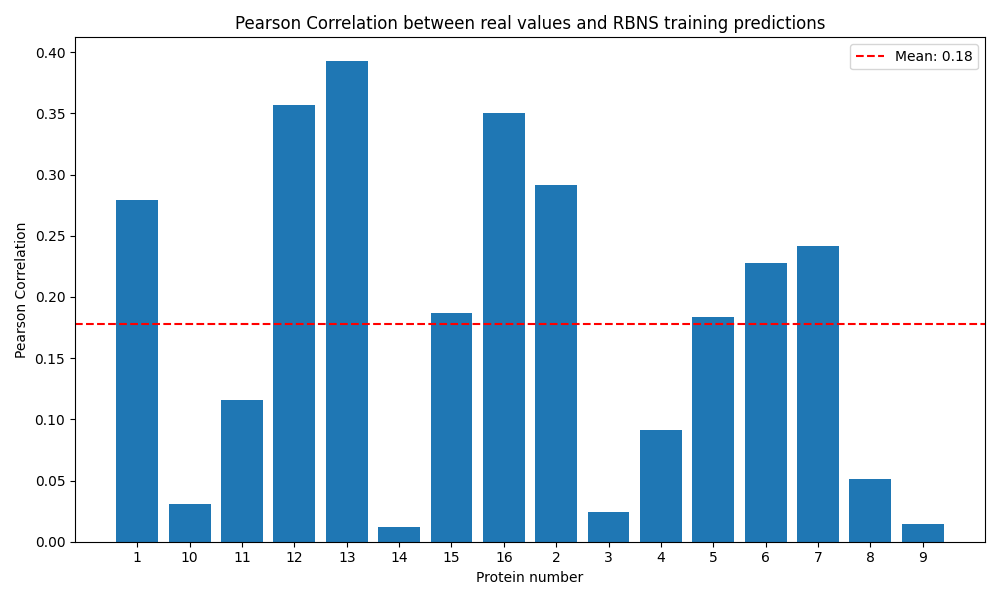 Pearson Correlation between real values and RBNS training predictions
Mean: 0.18
0.40
0.35
0.30
0.25
0.20
0.15
0.10
0.05
0.00
Pearson Correlation
1 10 11 12 13 14 15 16 2 3 4 5 6 7 8 9
Protein number